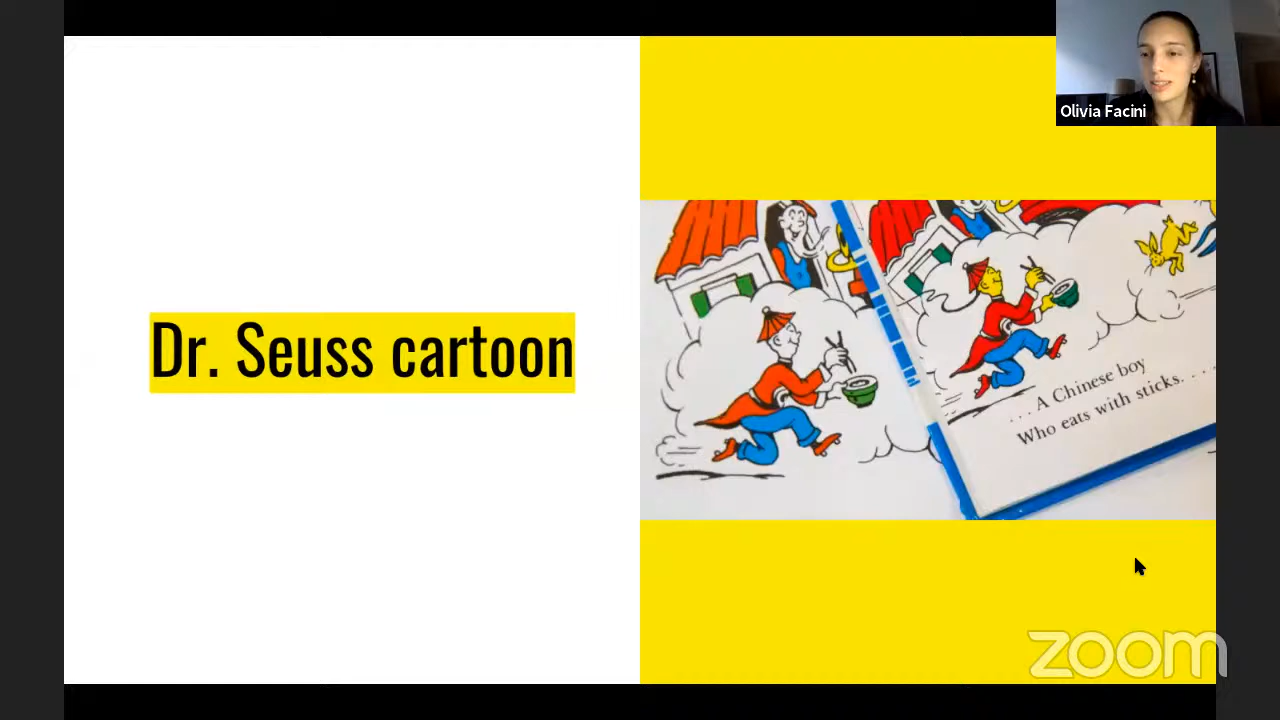 Olivia Facini
Dr. Seuss cartoon
. . . A Chinese boy
Who eats with sticks. . . .
zoom